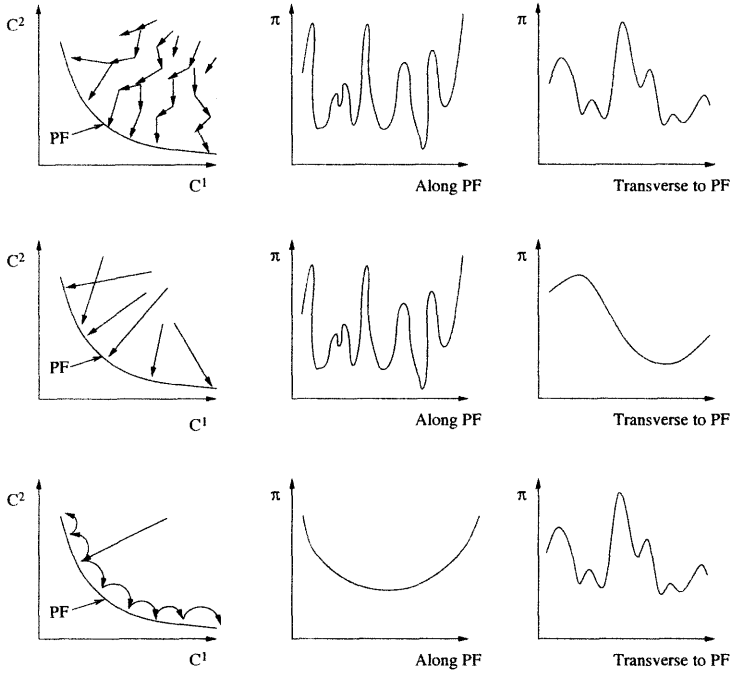 C²
π
π
PF
C¹
Along PF
Transverse to PF
C²
π
π
PF
C¹
Along PF
Transverse to PF
C²
π
π
PF
C¹
Along PF
Transverse to PF